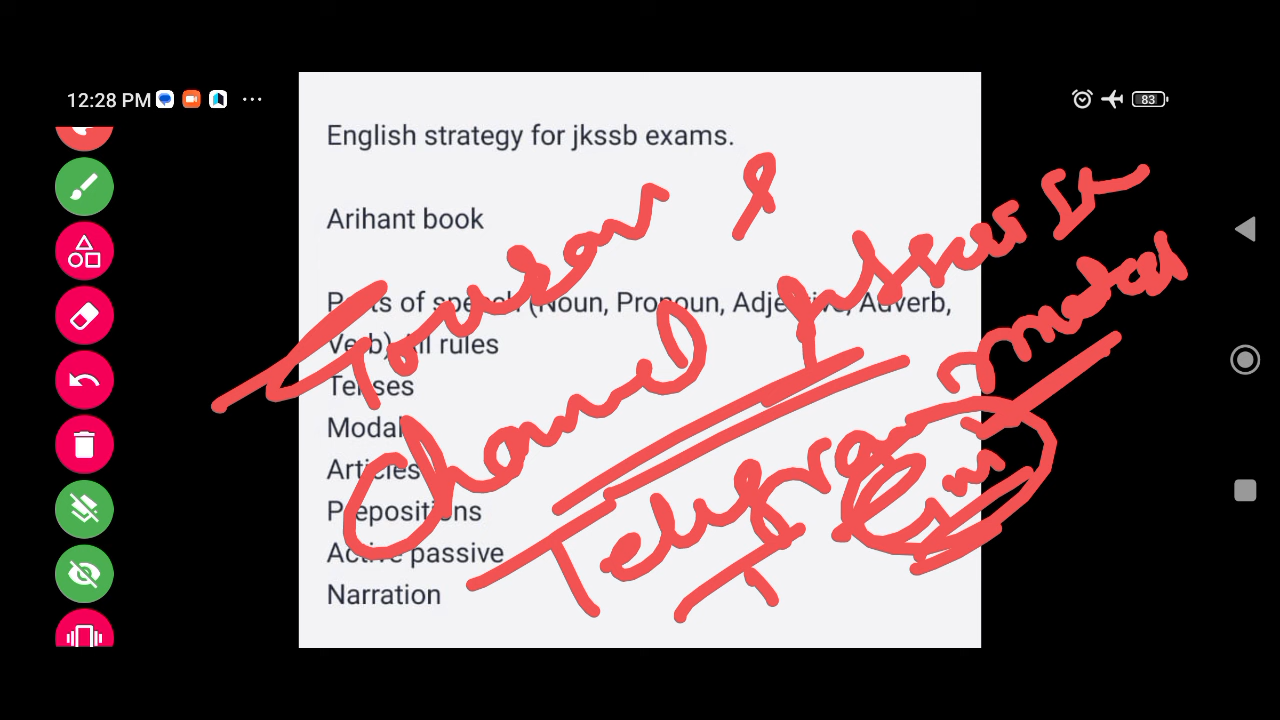 12:28 PM
83
English strategy for jkssb exams.
Arihant book
Parts of speech (Noun, Pronoun, Adjective, Adverb,
Verb) All rules
Tenses
Modal
Articles
Prepositions
Active passive
Narration
Channel
Telegram